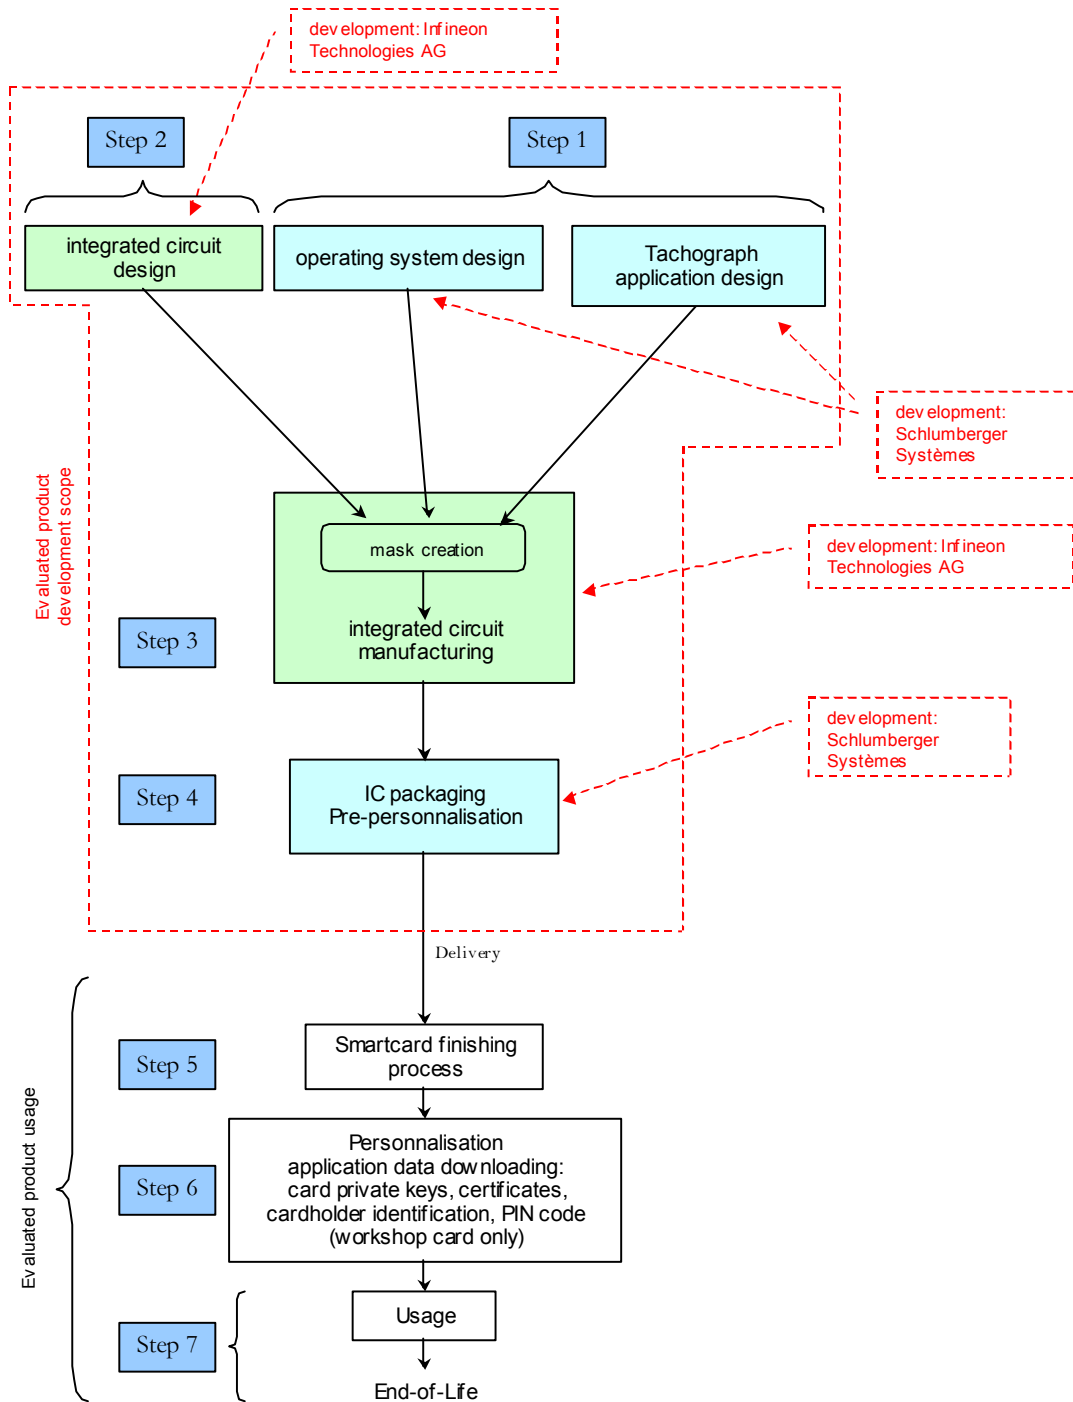 development: Infineon
Technologies AG
Step 2
Step 1
integrated circuit
design
operating system design
Tachograph
application design
development:
Schlumberger
Systèmes
Evaluated product
development scope
mask creation
integrated circuit
manufacturing
development: Infineon
Technologies AG
Step 3
development:
Schlumberger
Systèmes
Step 4
IC packaging
Pre-personnalisation
Delivery
Evaluated product usage
Step 5
Smartcard finishing
process
Step 6
Personnalisation
application data downloading:
card private keys, certificates,
cardholder identification, PIN code
(workshop card only)
Step 7
Usage
End-of-Life